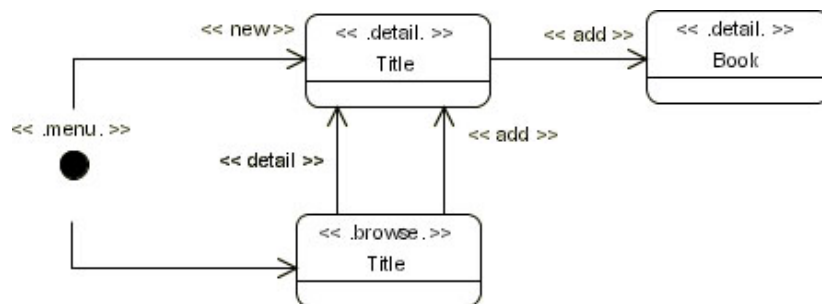 << new >>
<< .detail. >>
Title
<< add >>
<< .detail. >>
Book
<< .menu. >>
<< detail >>
<< add >>
<< .browse. >>
Title